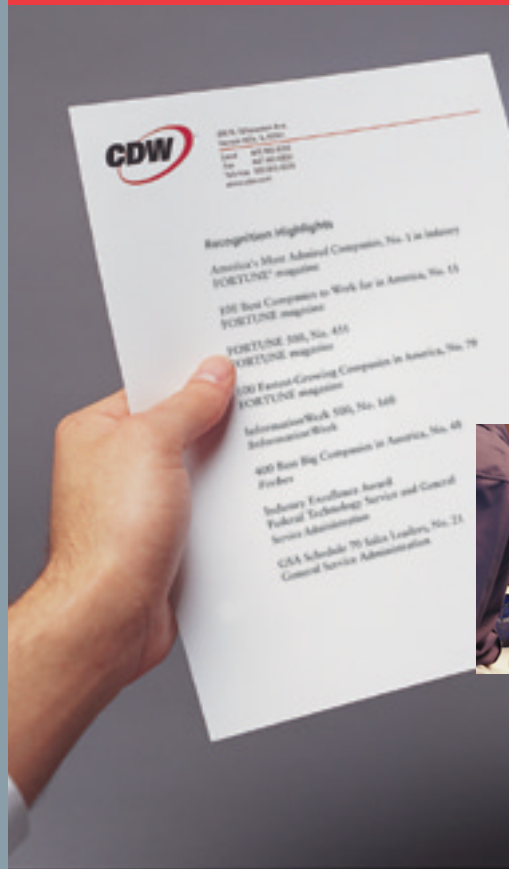 CDW
Recognition Highlights
America's Most Admired Companies, No. 1 in industry
FORTUNE® magazine
100 Best Companies to Work for in America, No. 15
FORTUNE magazine
FORTUNE 500, No. 435
FORTUNE magazine
100 Fastest-Growing Companies in America, No. 70
FORTUNE magazine
InformationWeek 500, No. 160
InformationWeek
400 Best Big Companies in America, No. 48
Forbes
Industry Excellence Award
Federal Technology Service and General
Service Administration
GSA Schedule 70 Sales Leaders, No. 21
General Service Administration